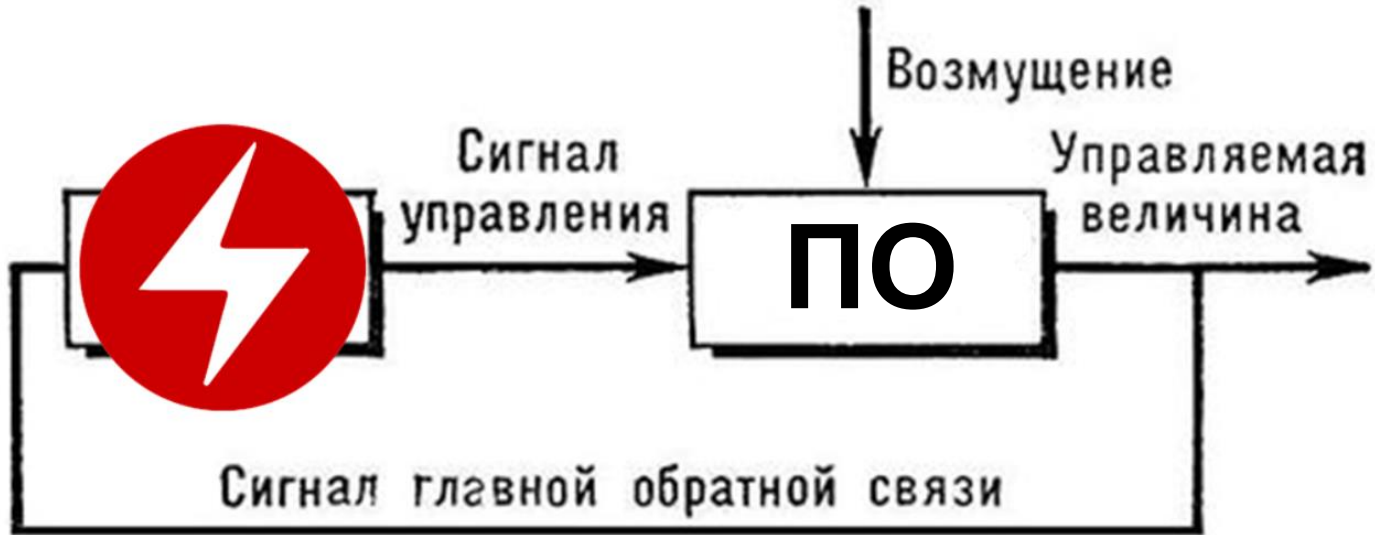 Возмущение
Сигнал
управления
Управляемая
величина
ПО
Сигнал главной обратной связи